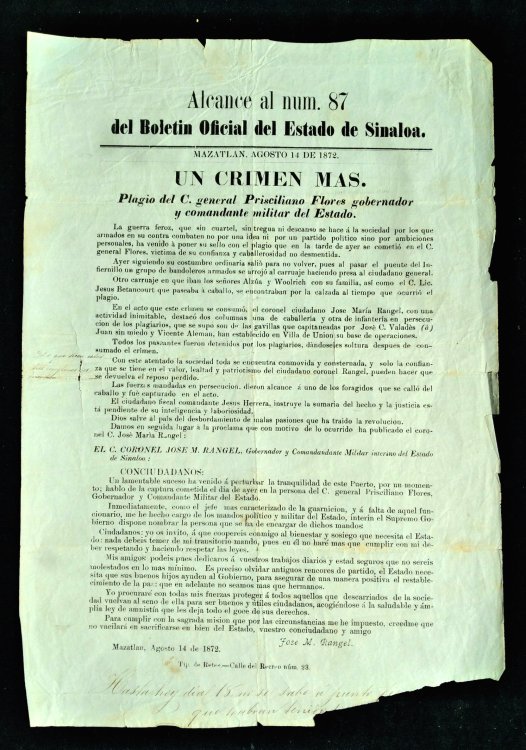 Alcance al num. 87
del Boletin Oficial del Estado de Sinaloa.
MAZATLAN, AGOSTO 14 DE 1872.
UN CRIMEN MAS.
Plagio del C. general Prisciliano Flores gobernador
y comandante militar del Estado.
La guerra feroz, que sin cuartel, sin tregua ni descanso se hace á la sociedad por los que
armados en su contra combaten no por una idea ni por un partido político sino por ambiciones
personales, ha venido á poner su sello con el plagio que en la tarde de ayer se cometió en el C.
general Flores, víctima de su confianza y caballerosidad no desmentida.
Ayer siguiendo su costumbre ordinaria salió para no volver, pues al pasar el puente del In-
fiernillo un grupo de bandoleros armados se arrojó al carruaje haciendo presa al ciudadano general.
Otro carruaje en que iban los señores Alzúa y Woolrich con su familia, así como el C. Lic.
Jesus Betancourt que paseaba á caballo, se encontraban por la calzada al tiempo que ocurrió el
plagio.
En el acto que este crímen se consumó, el coronel ciudadano Jose María Rangel, con una
actividad inimitable, destacó dos columnas una de caballería y otra de infantería en persecu-
cion de los plagiarios, que se supo son de las gavillas que capitaneadas por José C. Valadès (á)
Juan sin miedo y Vicente Aleman, han establecido en Villa de Union su base de operaciones.
Todos los paseantes fueron detenidos por los plagiarios, dándoseles soltura despues de con-
sumado el crímen.
Con este atentado la sociedad toda se encuentra conmovida y consternada, y solo la confian-
za que se tiene en el valor, lealtad y patriotismo del ciudadano coronel Rangel, pueden hacer que
se devuelva el reposo perdido.
Las fuerzas mandadas en persecucion, dieron alcance á uno de los foragidos que se calló del
caballo y fué capturado en el acto.
El ciudadano fiscal comandante Jesus Herrera, instruye la sumaria del hecho y la justicia es-
tá pendiente de su inteligencia y laboriosidad.
Dios salve al pais del desbordamiento de malas pasiones que ha traido la revolucion.
Damos en seguida lugar a la proclama que con motivo de lo ocurrido ha publicado el coro-
nel C. José Maria Rangel:
EL C. CORONEL JOSE M. RANGEL, Gobernador y Comandante Militar interino del Estado
de Sinaloa:
CONCIUDADANOS:
Un lamentable suceso ha venido á perturbar la tranquilidad de este Puerto, por un momen-
to; hablo de la captura cometida el dia de ayer en la persona del C. general Prisciliano Flores,
Gobernador y Comandante Militar del Estado.
Inmediatamente, como el jefe mas caracterizado de la guarnicion, y á falta de aquel fun-
cionario, me he hecho cargo de los mandos político y militar del Estado, interin el Supremo Go-
bierno dispone nombrar la persona que se ha de encargar de dichos mandos
Ciudadanos; yo os invito, á que coopereis conmigo al bienestar y sosiego que necesita el Esta-
do: nada debeis temer de mi transitorio mando, pues en él no haré mas que cumplir con mi de-
ber respetando y haciendo respetar las leyes.
Mis amigos: podeis pues dedicaros á vuestros trabajos diarios y estad seguros que no sereis
molestados en lo mas minimo. Es preciso olvidar antiguos rencores de partido, el Estado nece-
sita que sus buenos hijos ayuden al Gobierno, para asegurar de una manera positiva el restable-
cimiento de la paz; que en adelante no seamos mas que hermanos.
Yo procuraré con todas mis fuerzas proteger á todos aquellos que descarriados de la socie-
dad vuelvan al seno de ella para ser buenos y útiles ciudadanos, acogiéndose á la saludable y ám-
plia ley de amnistía que les deja todo el goce de sus derechos.
Para cumplir con la sagrada mision que por las circunstancias me he impuesto, creedme que
no vacilará en sacrificarse en bien del Estado, vuestro conciudadano y amigo
José M. Rangel.
Mazatlan, Agosto 14 de 1872.
Tip. de Retes.—Calle del Recreo núm. 23.
Hasta hoy dia 15 no se sabe a punto
que habran